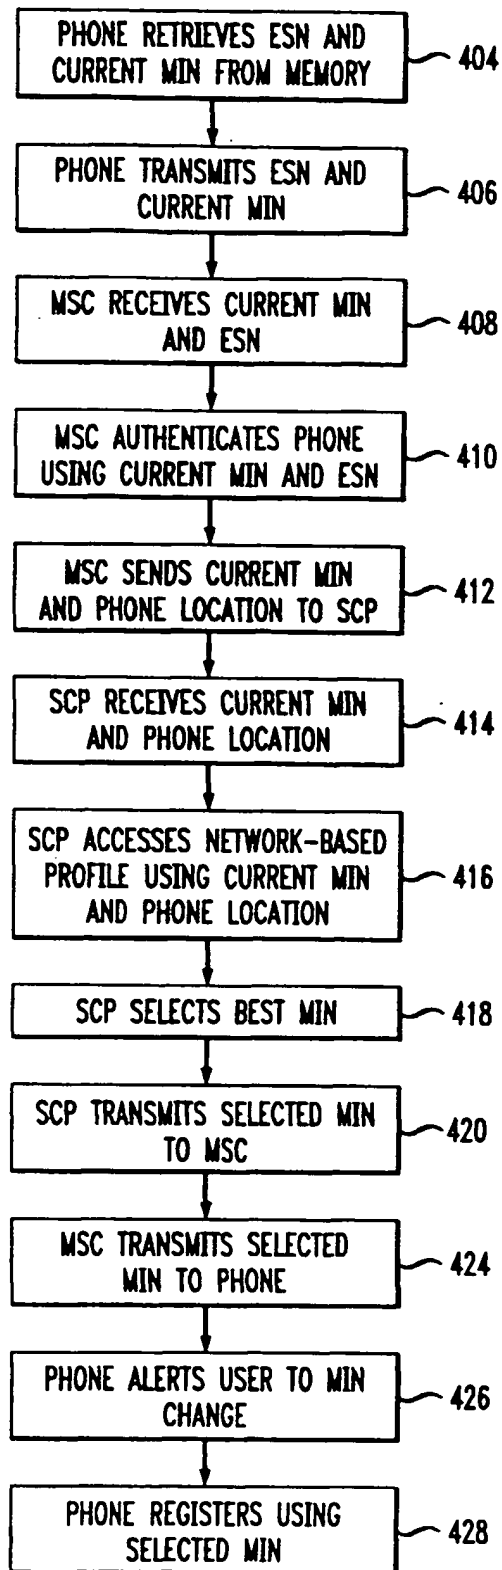 PHONE RETRIEVES ESN AND
CURRENT MIN FROM MEMORY
404
PHONE TRANSMITS ESN AND
CURRENT MIN
406
MSC RECEIVES CURRENT MIN
AND ESN
408
MSC AUTHENTICATES PHONE
USING CURRENT MIN AND ESN
410
MSC SENDS CURRENT MIN
AND PHONE LOCATION TO SCP
412
SCP RECEIVES CURRENT MIN
AND PHONE LOCATION
414
SCP ACCESSES NETWORK-BASED
PROFILE USING CURRENT MIN
AND PHONE LOCATION
416
SCP SELECTS BEST MIN
418
SCP TRANSMITS SELECTED MIN
TO MSC
420
MSC TRANSMITS SELECTED
MIN TO PHONE
424
PHONE ALERTS USER TO MIN
CHANGE
426
PHONE REGISTERS USING
SELECTED MIN
428